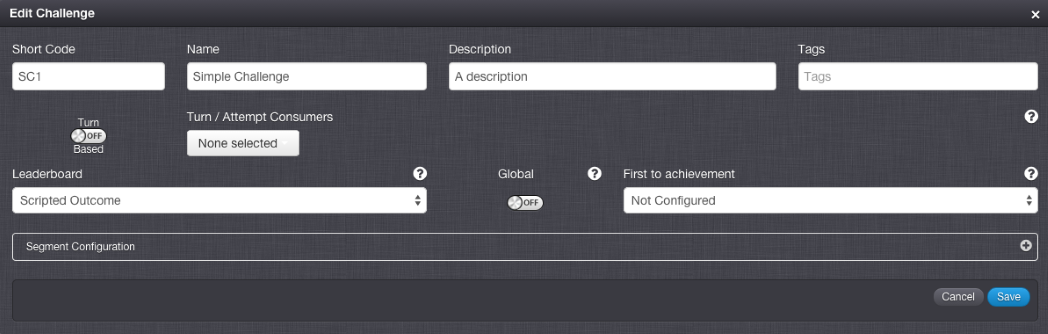 Edit Challenge ×
Short Code Name Description Tags
SC1 Simple Challenge A description Tags
Turn / Attempt Consumers ?
Turn
OFF
Based
None selected
Leaderboard ? Global ? First to achievement ?
Scripted Outcome OFF Not Configured
Segment Configuration
Cancel Save